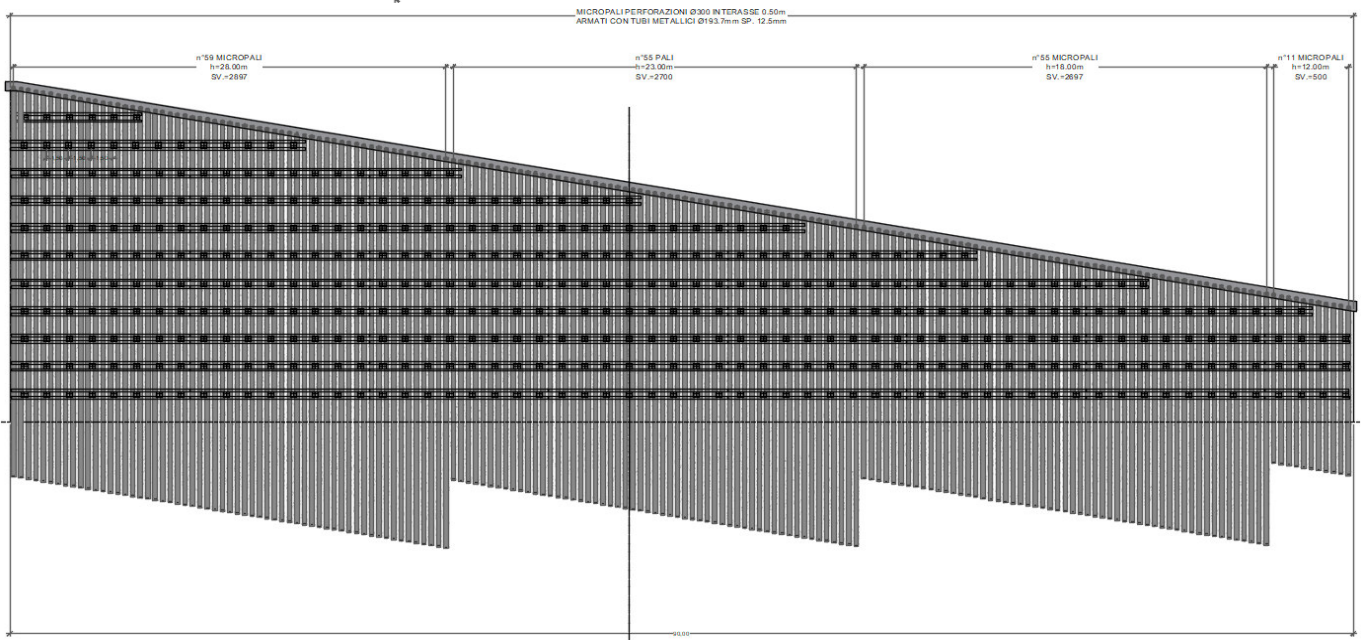 MICROPALI PERFORAZIONI Ø300 INTERASSE 0.50m
ARMATI CON TUBI METALLICI Ø193.7mm SP. 12.5mm
n°59 MICROPALI
h=28.00m
SV.=2897
n°55 PALI
h=23.00m
SV.=2700
n°55 MICROPALI
h=18.00m
SV.=2697
n°11 MICROPALI
h=12.00m
SV.=500
90.00